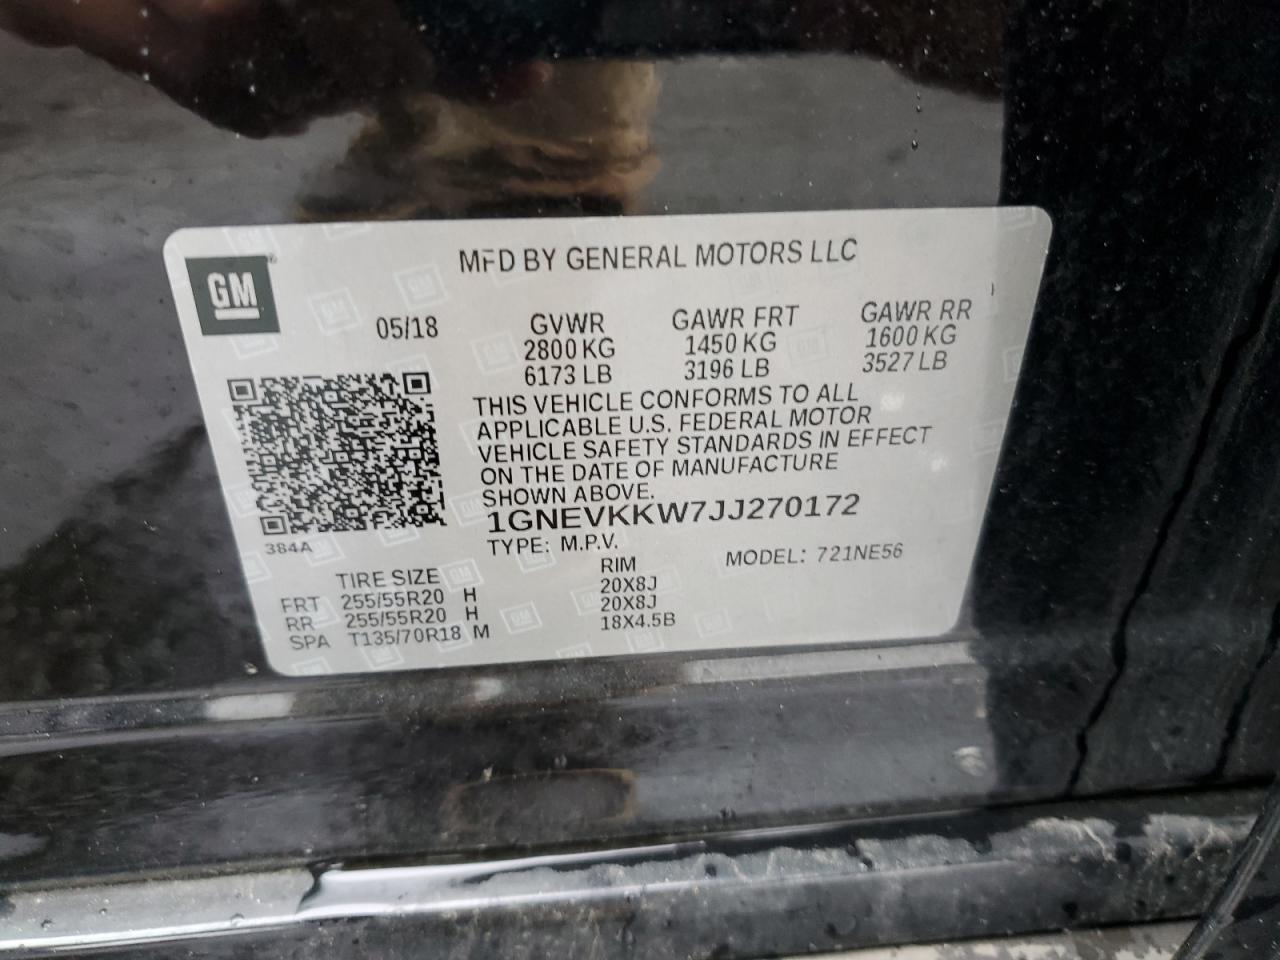 GM
MFD BY GENERAL MOTORS LLC
05/18
GVWR GAWR FRT GAWR RR
2800 KG 1450 KG 1600 KG
6173 LB 3196 LB 3527 LB
THIS VEHICLE CONFORMS TO ALL
APPLICABLE U.S. FEDERAL MOTOR
VEHICLE SAFETY STANDARDS IN EFFECT
ON THE DATE OF MANUFACTURE
SHOWN ABOVE.
1GNEVKKW7JJ270172
384A
TYPE: M.P.V. MODEL: 721NE56
TIRE SIZE RIM
FRT 255/55R20 H 20X8J
RR 255/55R20 H 20X8J
SPA T135/70R18 M 18X4.5B